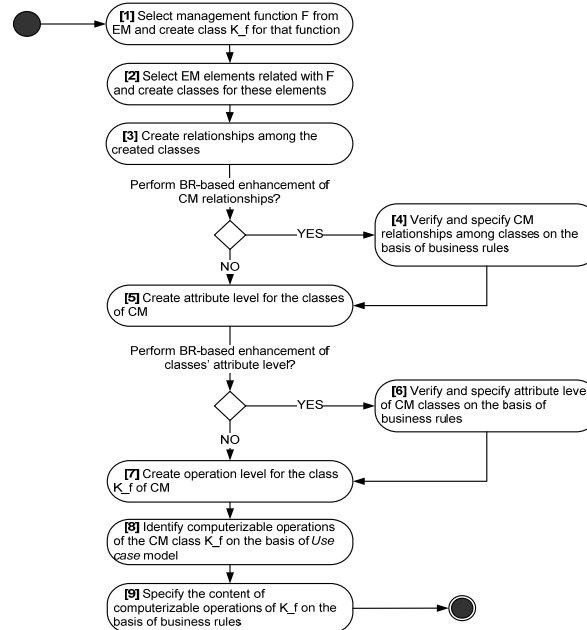 [1] Select management function F from
EM and create class K_f for that function
[2] Select EM elements related with F
and create classes for these elements
[3] Create relationships among the
created classes
Perform BR-based enhancement of
CM relationships?
YES
[4] Verify and specify CM
relationships among classes on the
basis of business rules
NO
[5] Create attribute level for the classes
of CM
Perform BR-based enhancement of
classes' attribute level?
YES
[6] Verify and specify attribute level
of CM classes on the basis of
business rules
NO
[7] Create operation level for the class
K_f of CM
[8] Identify computerizable operations
of the CM class K_f on the basis of Use
case model
[9] Specify the content of
computerizable operations of K_f on the
basis of business rules